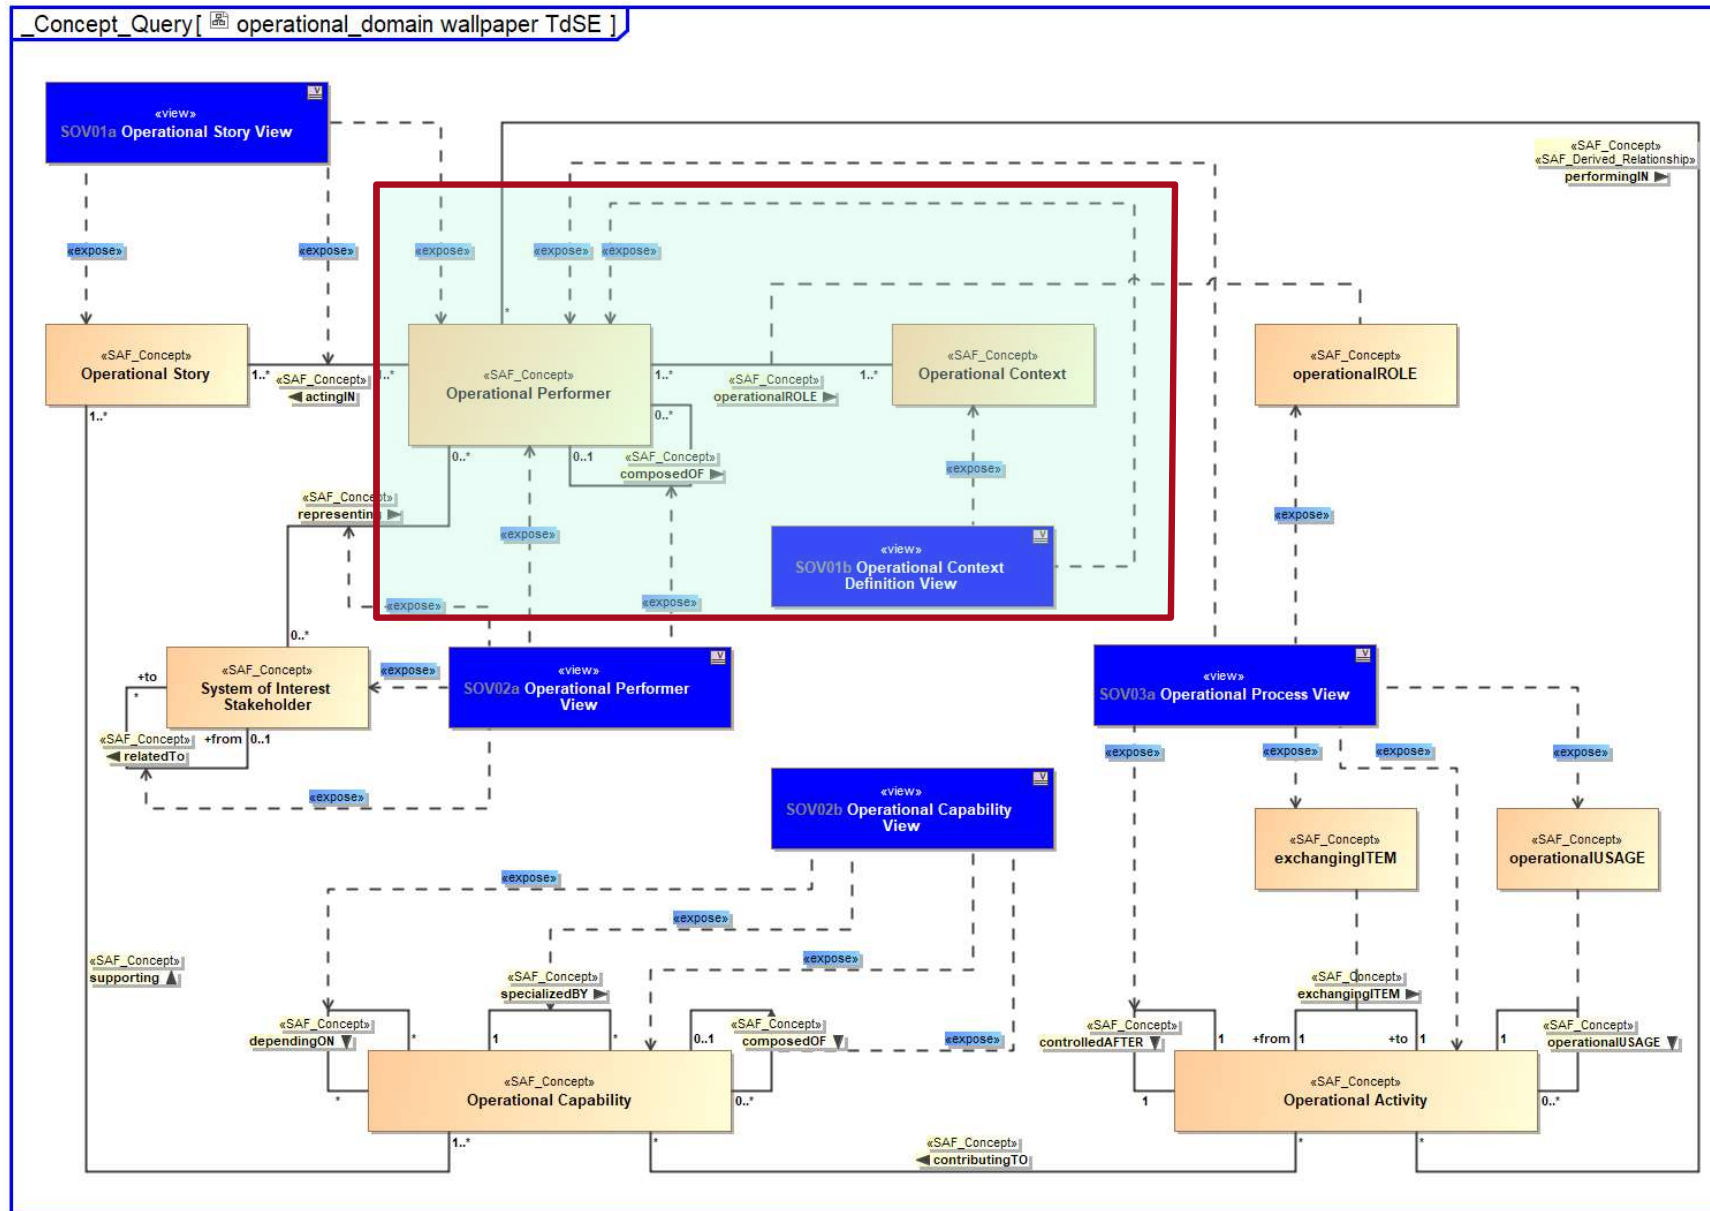 _Concept_Query[ operational_domain wallpaper TdSE ]
«view»
SOV01a Operational Story View
«SAF_Concept»
«SAF_Derived_Relationship»
performingIN
«expose»
«expose»
«expose»
«expose»
«expose»
*
«SAF_Concept»
Operational Story
1..*
«SAF_Concept»
actingIN
1..*
1..*
«SAF_Concept»
Operational Performer
1..*
«SAF_Concept»
operationalROLE
1..*
«SAF_Concept»
Operational Context
«SAF_Concept»
operationalROLE
0..*
0..*
0..1
«SAF_Concept»
composedOF
«expose»
«SAF_Concept»
representing
«expose»
«expose»
«view»
SOV01b Operational Context
Definition View
«expose»
«expose»
0..*
«SAF_Concept»
System of Interest
Stakeholder
+to
*
«expose»
«view»
SOV02a Operational Performer
View
«view»
SOV03a Operational Process View
«SAF_Concept»
relatedTo
+from
0..1
«expose»
«expose»
«expose»
«expose»
«expose»
«view»
SOV02b Operational Capability
View
«SAF_Concept»
exchangingITEM
«SAF_Concept»
operationalUSAGE
«expose»
«expose»
«expose»
«SAF_Concept»
supporting
«SAF_Concept»
specializedBY
«SAF_Concept»
exchangingITEM
«SAF_Concept»
dependingON
*
1
*
0..1
«SAF_Concept»
composedOF
«expose»
«SAF_Concept»
controlledAFTER
1
+from
1
+to
1
1
«SAF_Concept»
operationalUSAGE
*
«SAF_Concept»
Operational Capability
0..*
1
«SAF_Concept»
Operational Activity
0..*
1..*
*
«SAF_Concept»
contributingTO
*
*